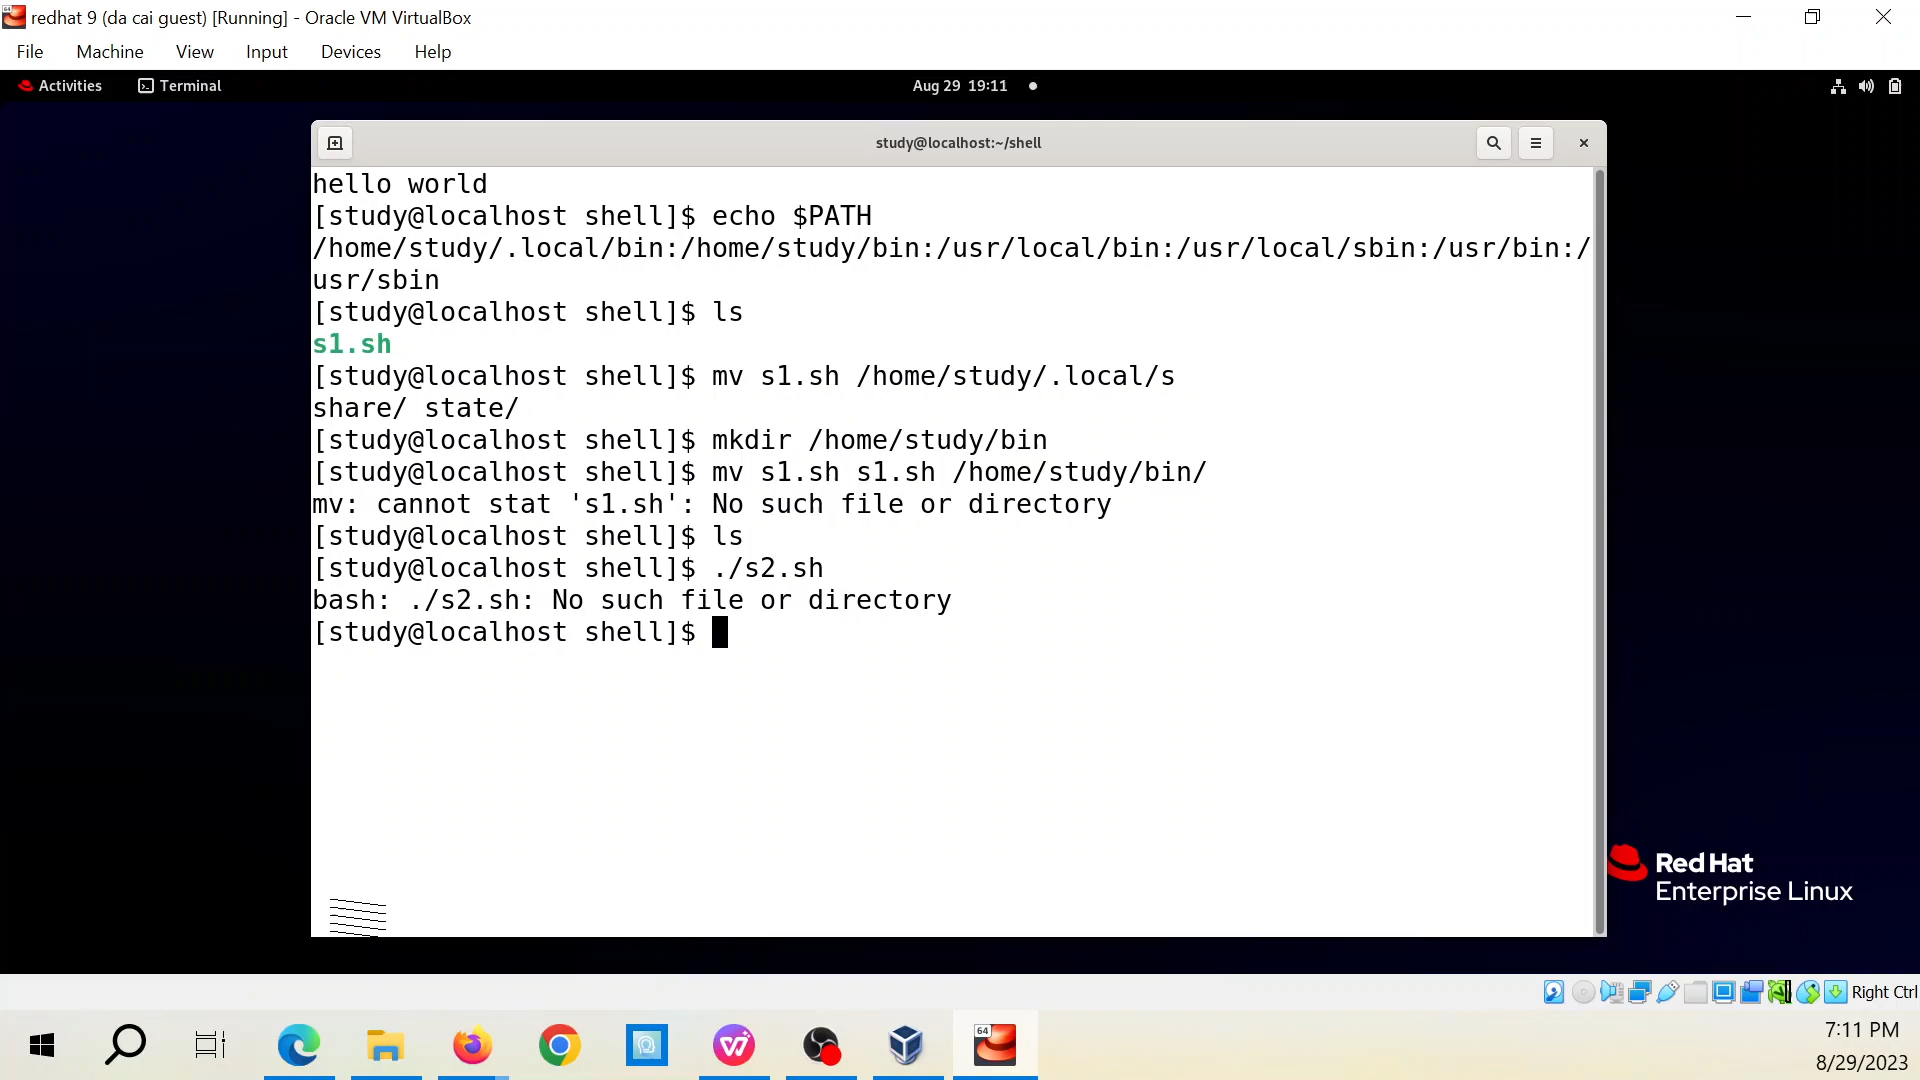 64
redhat 9 (da cai guest) [Running] - Oracle VM VirtualBox
File Machine View Input Devices Help
Activities Terminal Aug 29 19:11
study@localhost:~/shell
hello world
[study@localhost shell]$ echo $PATH
/home/study/.local/bin:/home/study/bin:/usr/local/bin:/usr/local/sbin:/usr/bin:/
usr/sbin
[study@localhost shell]$ ls
s1.sh
[study@localhost shell]$ mv s1.sh /home/study/.local/s
share/ state/
[study@localhost shell]$ mkdir /home/study/bin
[study@localhost shell]$ mv s1.sh s1.sh /home/study/bin/
mv: cannot stat 's1.sh': No such file or directory
[study@localhost shell]$ ls
[study@localhost shell]$ ./s2.sh
bash: ./s2.sh: No such file or directory
[study@localhost shell]$
Red Hat
Enterprise Linux
Right Ctrl
64
7:11 PM
8/29/2023